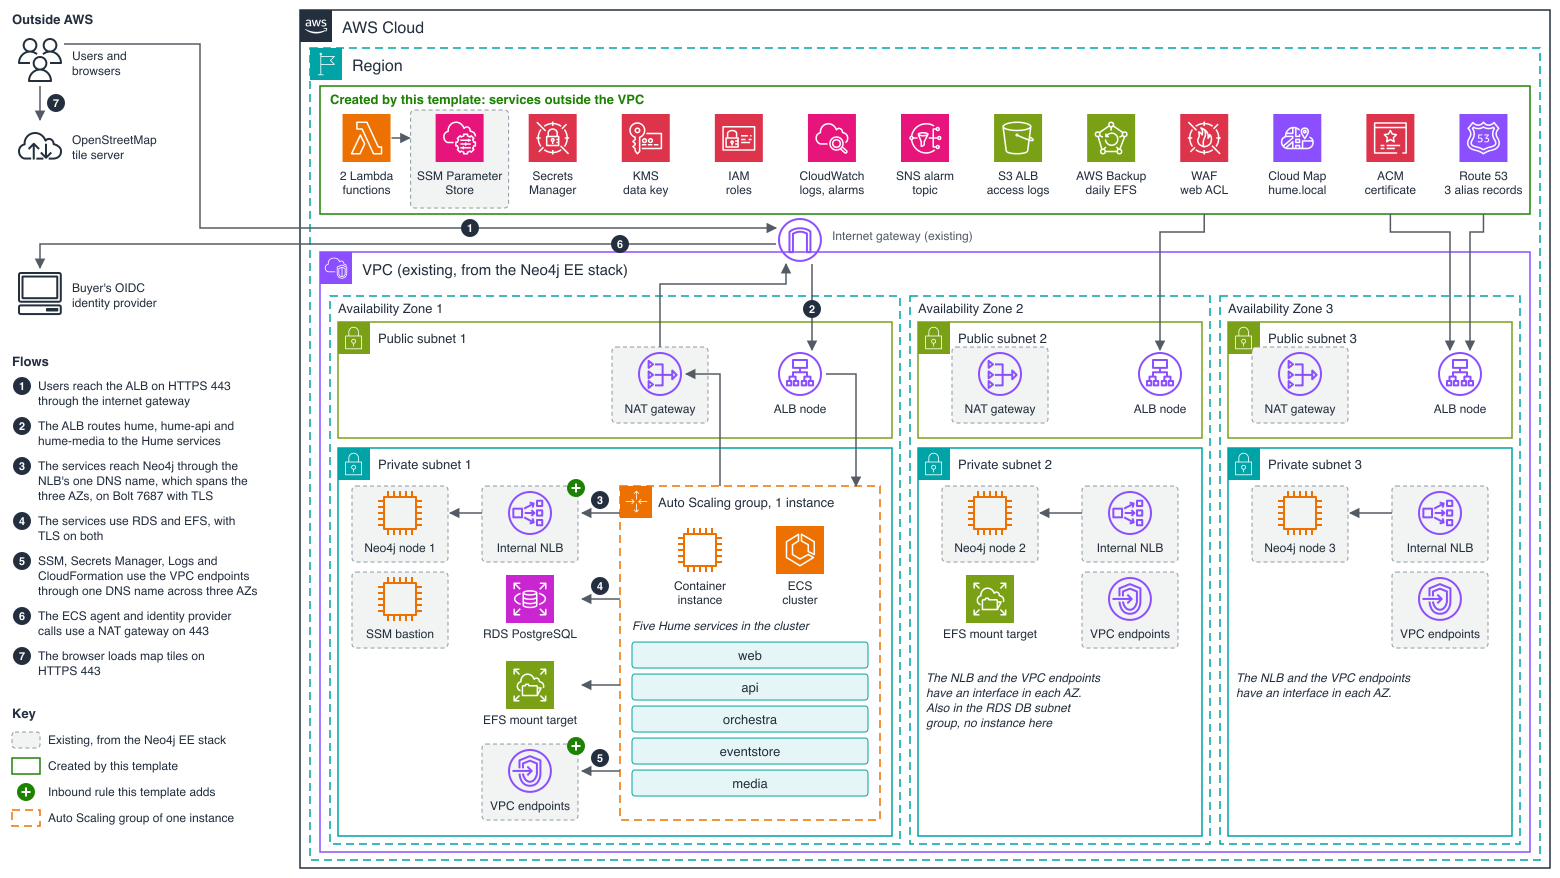 Outside AWS
Users and
browsers
7
OpenStreetMap
tile server
Buyer's OIDC
identity provider
Flows
1 Users reach the ALB on HTTPS 443
through the internet gateway
2 The ALB routes hume, hume-api and
hume-media to the Hume services
3 The services reach Neo4j through the
NLB's one DNS name, which spans the
three AZs, on Bolt 7687 with TLS
4 The services use RDS and EFS, with
TLS on both
5 SSM, Secrets Manager, Logs and
CloudFormation use the VPC endpoints
through one DNS name across three AZs
6 The ECS agent and identity provider
calls use a NAT gateway on 443
7 The browser loads map tiles on
HTTPS 443
Key
Existing, from the Neo4j EE stack
Created by this template
Inbound rule this template adds
Auto Scaling group of one instance
aws
AWS Cloud
Region
Created by this template: services outside the VPC
2 Lambda
functions
SSM Parameter
Store
Secrets
Manager
KMS
data key
IAM
roles
CloudWatch
logs, alarms
SNS alarm
topic
S3 ALB
access logs
AWS Backup
daily EFS
WAF
web ACL
Cloud Map
hume.local
ACM
certificate
53
Route 53
3 alias records
1
6
Internet gateway (existing)
VPC (existing, from the Neo4j EE stack)
Availability Zone 1
2
Public subnet 1
NAT gateway
ALB node
Private subnet 1
Neo4j node 1
Internal NLB
3
SSM bastion
RDS PostgreSQL
4
EFS mount target
VPC endpoints
5
Auto Scaling group, 1 instance
Container
instance
ECS
cluster
Five Hume services in the cluster
web
api
orchestra
eventstore
media
Availability Zone 2
Public subnet 2
NAT gateway
ALB node
Private subnet 2
Neo4j node 2
Internal NLB
EFS mount target
VPC endpoints
The NLB and the VPC endpoints
have an interface in each AZ.
Also in the RDS DB subnet
group, no instance here
Availability Zone 3
Public subnet 3
NAT gateway
ALB node
Private subnet 3
Neo4j node 3
Internal NLB
VPC endpoints
The NLB and the VPC endpoints
have an interface in each AZ.